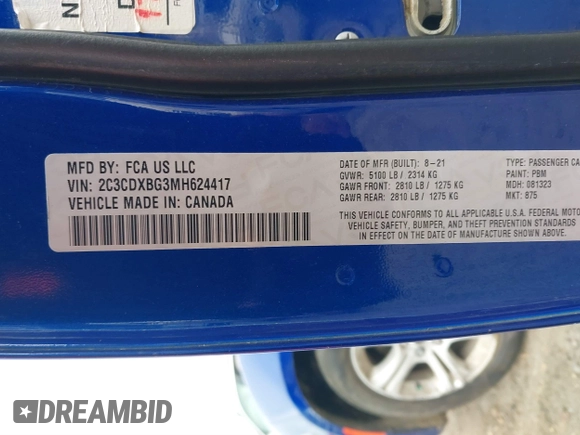 MFD BY: FCA US LLC
VIN: 2C3CDXBG3MH624417
VEHICLE MADE IN: CANADA
DATE OF MFR (BUILT): 8-21
GVWR: 5100 LB / 2314 KG
GAWR FRONT: 2810 LB / 1275 KG
GAWR REAR: 2810 LB / 1275 KG
TYPE: PASSENGER CA
PAINT: PBM
MDH: 081323
MKT: 875
THIS VEHICLE CONFORMS TO ALL APPLICABLE U.S.A. FEDERAL MOTO
VEHICLE SAFETY, BUMPER, AND THEFT PREVENTION STANDARDS
IN EFFECT ON THE DATE OF MANUFACTURE SHOWN ABOVE.
DREAMBID